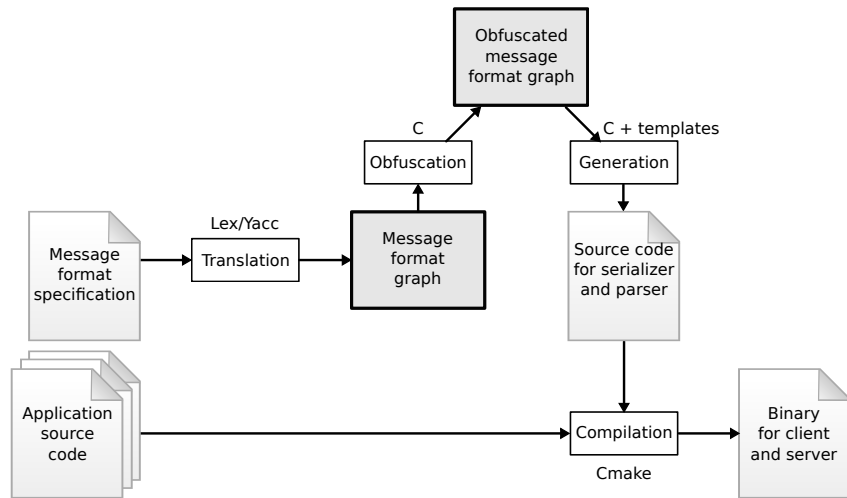 Obfuscated
message
format graph
C
C + templates
Obfuscation
Generation
Lex/Yacc
Message
format
specification
Translation
Message
format
graph
Source code
for serializer
and parser
Application
source
code
Compilation
Binary
for client
and server
Cmake